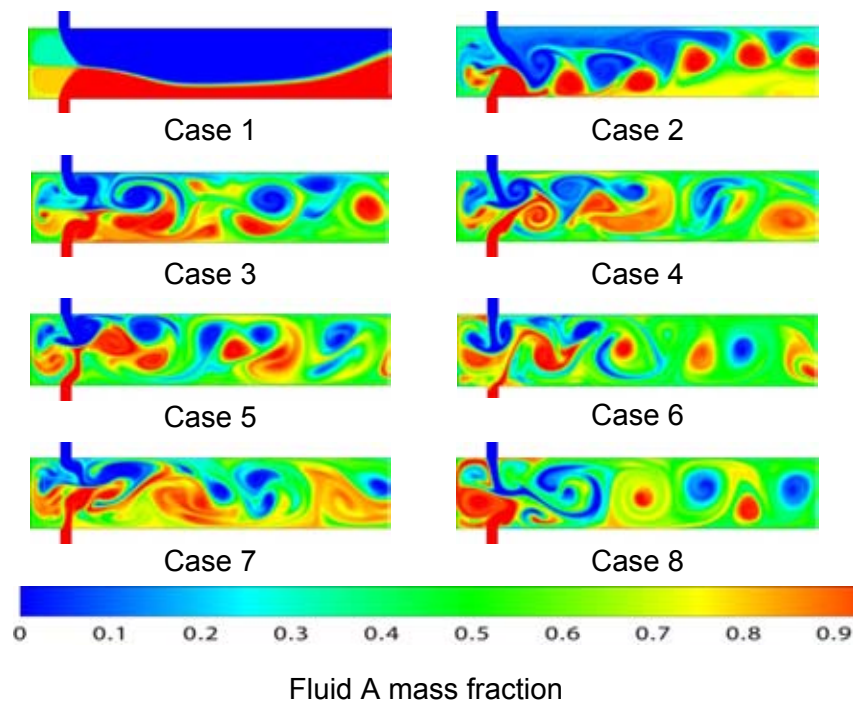 Case 1
Case 2
Case 3
Case 4
Case 5
Case 6
Case 7
Case 8
0 0.1 0.2 0.3 0.4 0.5 0.6 0.7 0.8 0.9
Fluid A mass fraction